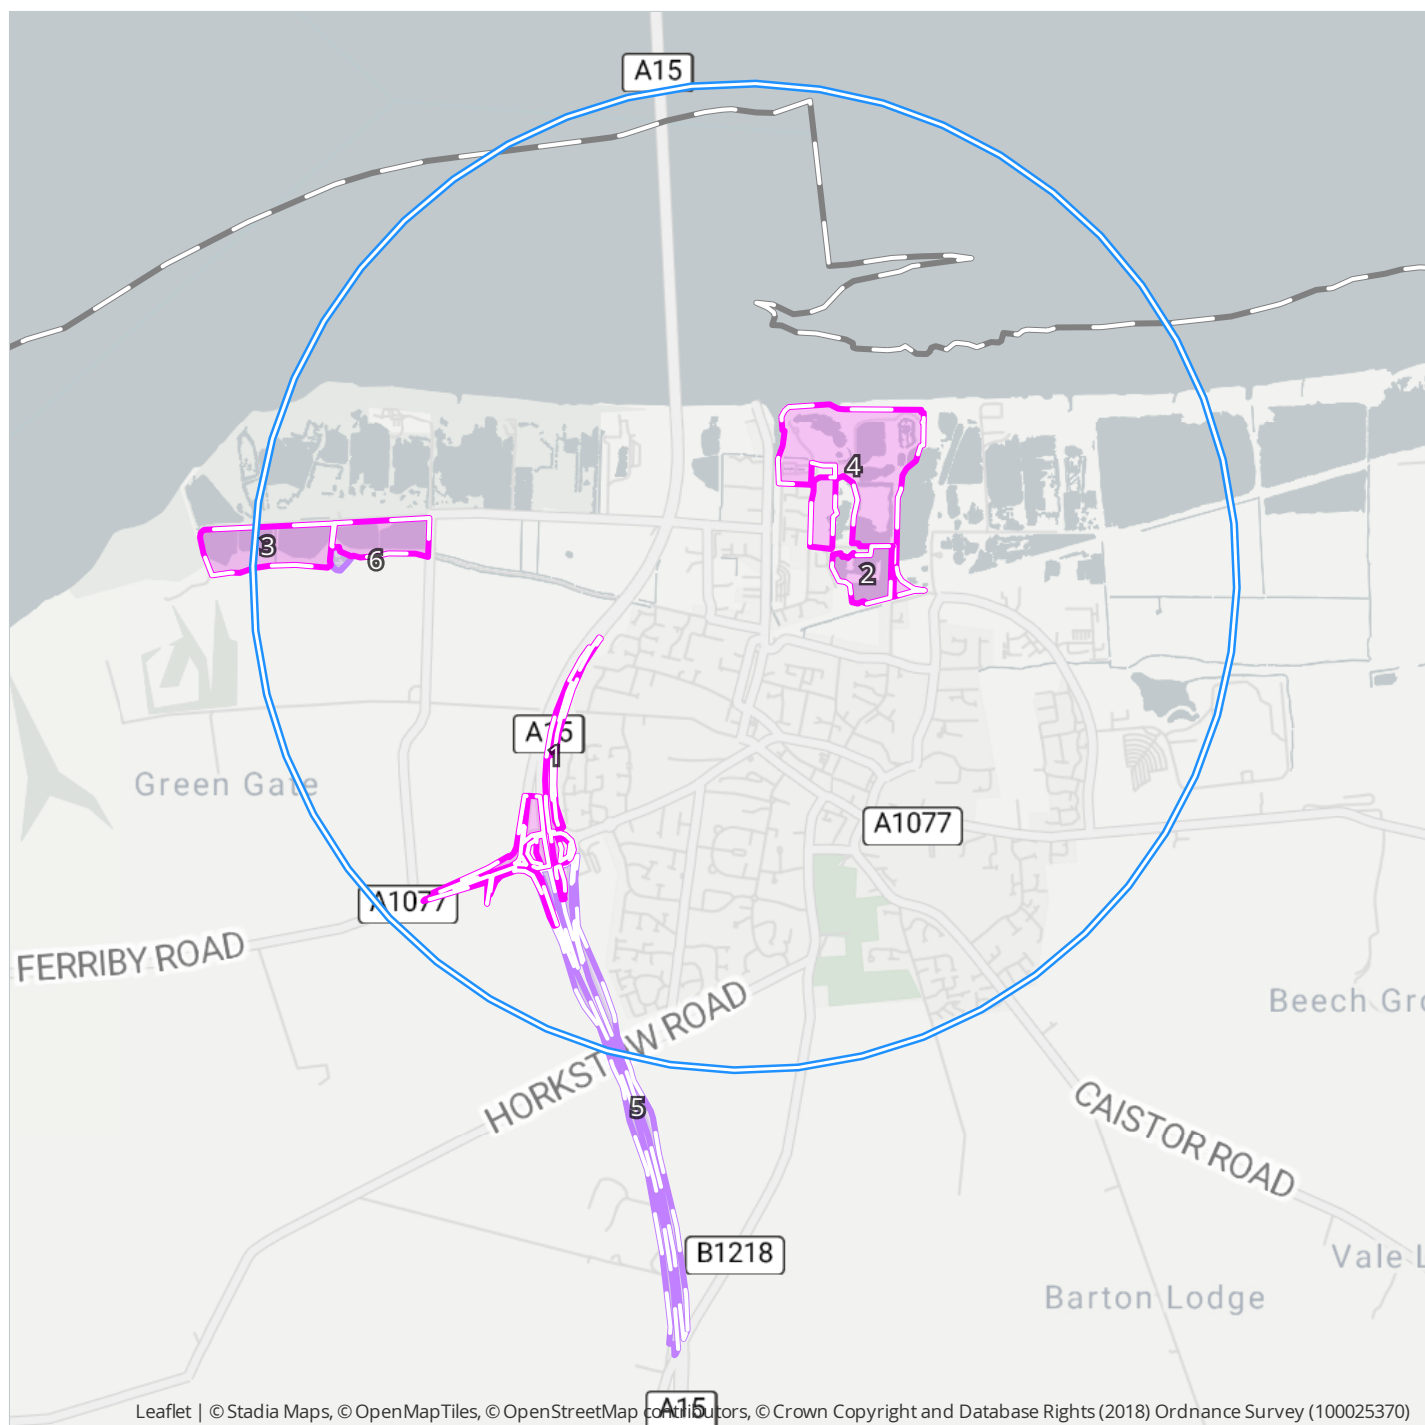 A15
4
3
6
2
A15
1
Green Gate
A1077
A1077
FERRIBY ROAD
HORKSTOW ROAD
Beech Gro
5
CAISTOR ROAD
B1218
Vale L
Barton Lodge
A15
Leaflet | © Stadia Maps, © OpenMapTiles, © OpenStreetMap contributors, © Crown Copyright and Database Rights (2018) Ordnance Survey (100025370)